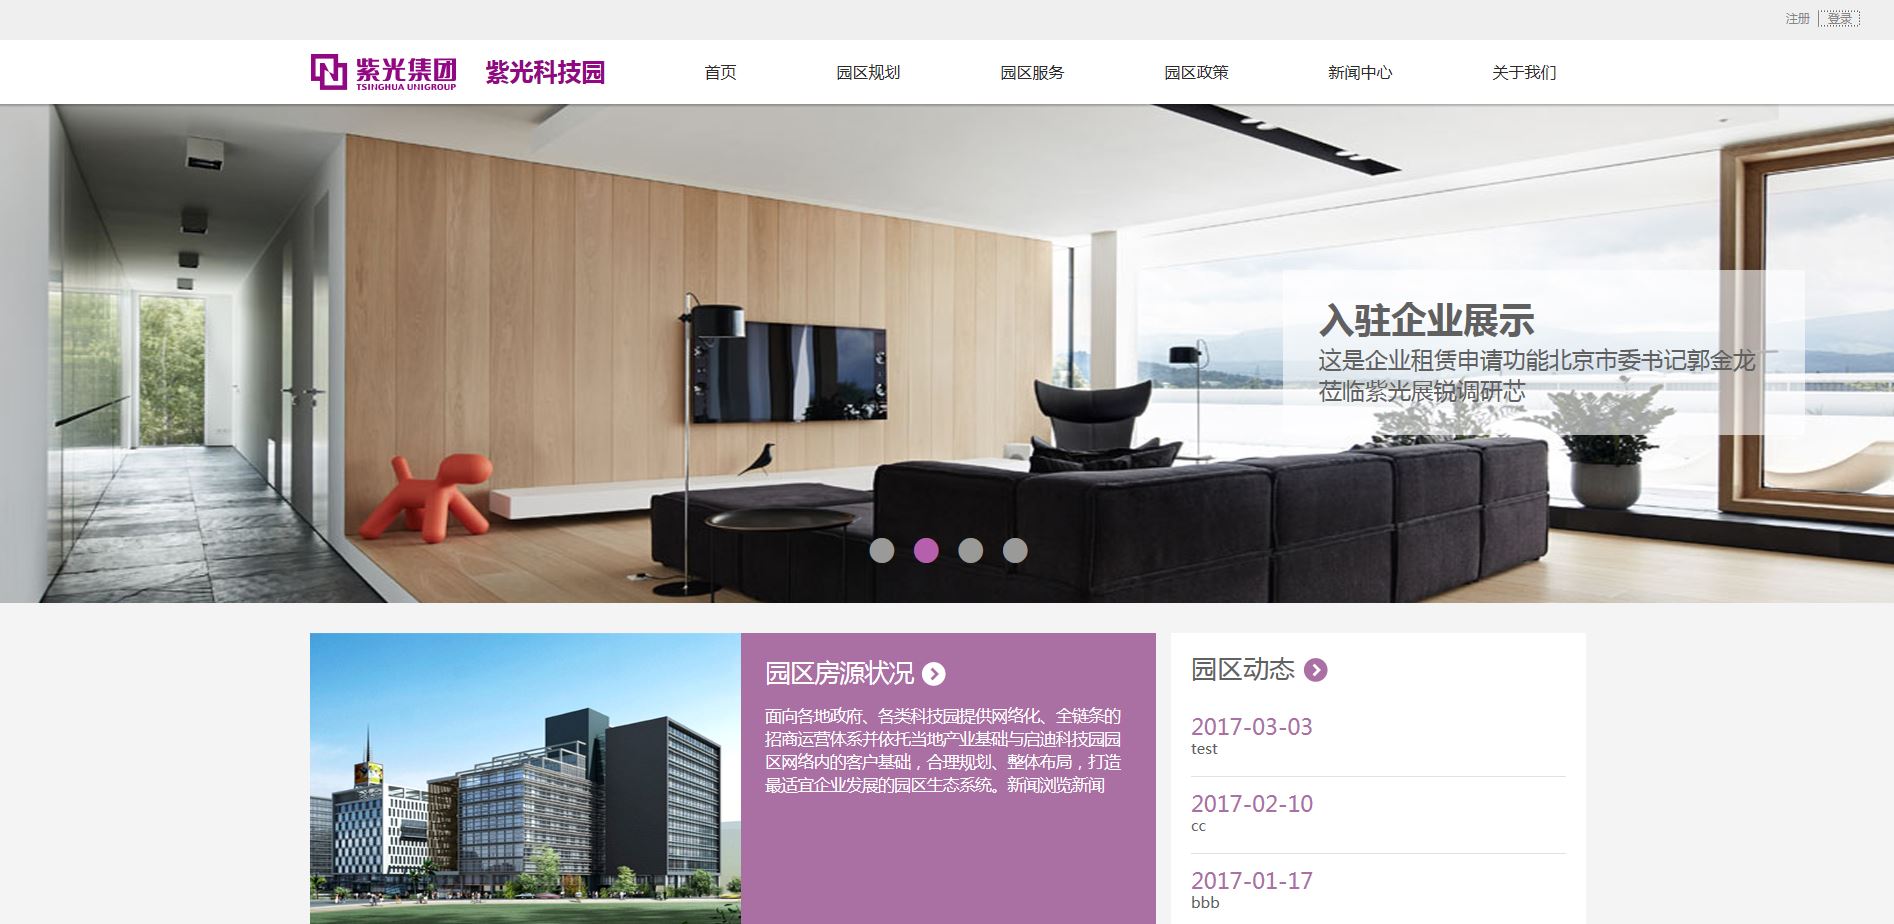 注册 登录
紫光集团 紫光科技园 首页 园区规划 园区服务 园区政策 新闻中心 关于我们
TSINGHUA UNIGROUP
入驻企业展示
这是企业租赁申请功能北京市委书记郭金龙
莅临紫光展锐调研芯
园区房源状况
面向各地政府、各类科技园提供网络化、全链条的
招商运营体系并依托当地产业基础与启迪科技园园
区网络内的客户基础，合理规划、整体布局，打造
最适宜企业发展的园区生态系统。新闻浏览新闻
园区动态
2017-03-03
test
2017-02-10
cc
2017-01-17
bbb